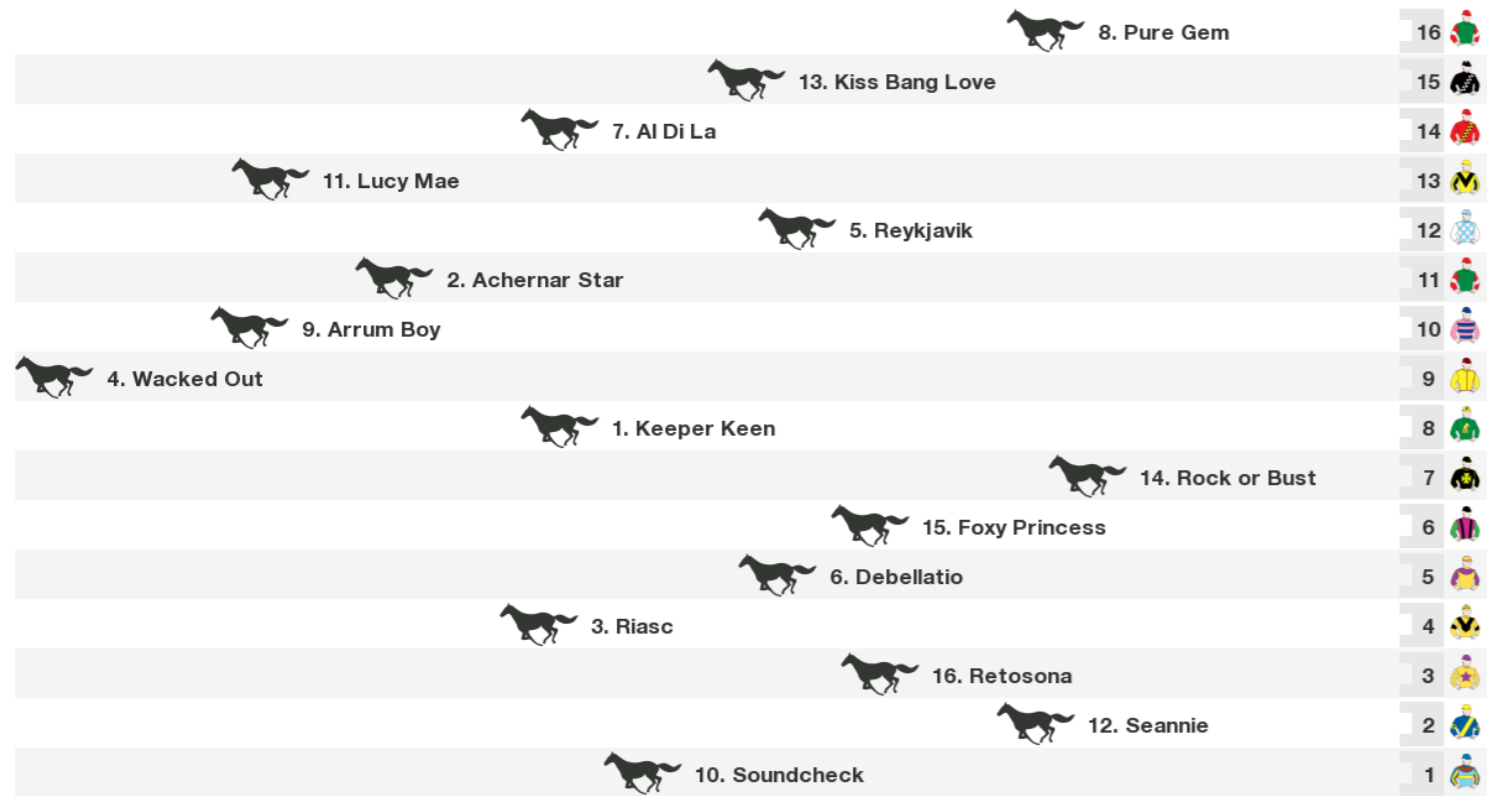 8. Pure Gem 16
13. Kiss Bang Love 15
7. Al Di La 14
11. Lucy Mae 13
5. Reykjavik 12
2. Achernar Star 11
9. Arrum Boy 10
4. Wacked Out 9
1. Keeper Keen 8
14. Rock or Bust 7
15. Foxy Princess 6
6. Debellatio 5
3. Riasc 4
16. Retosona 3
12. Seannie 2
10. Soundcheck 1